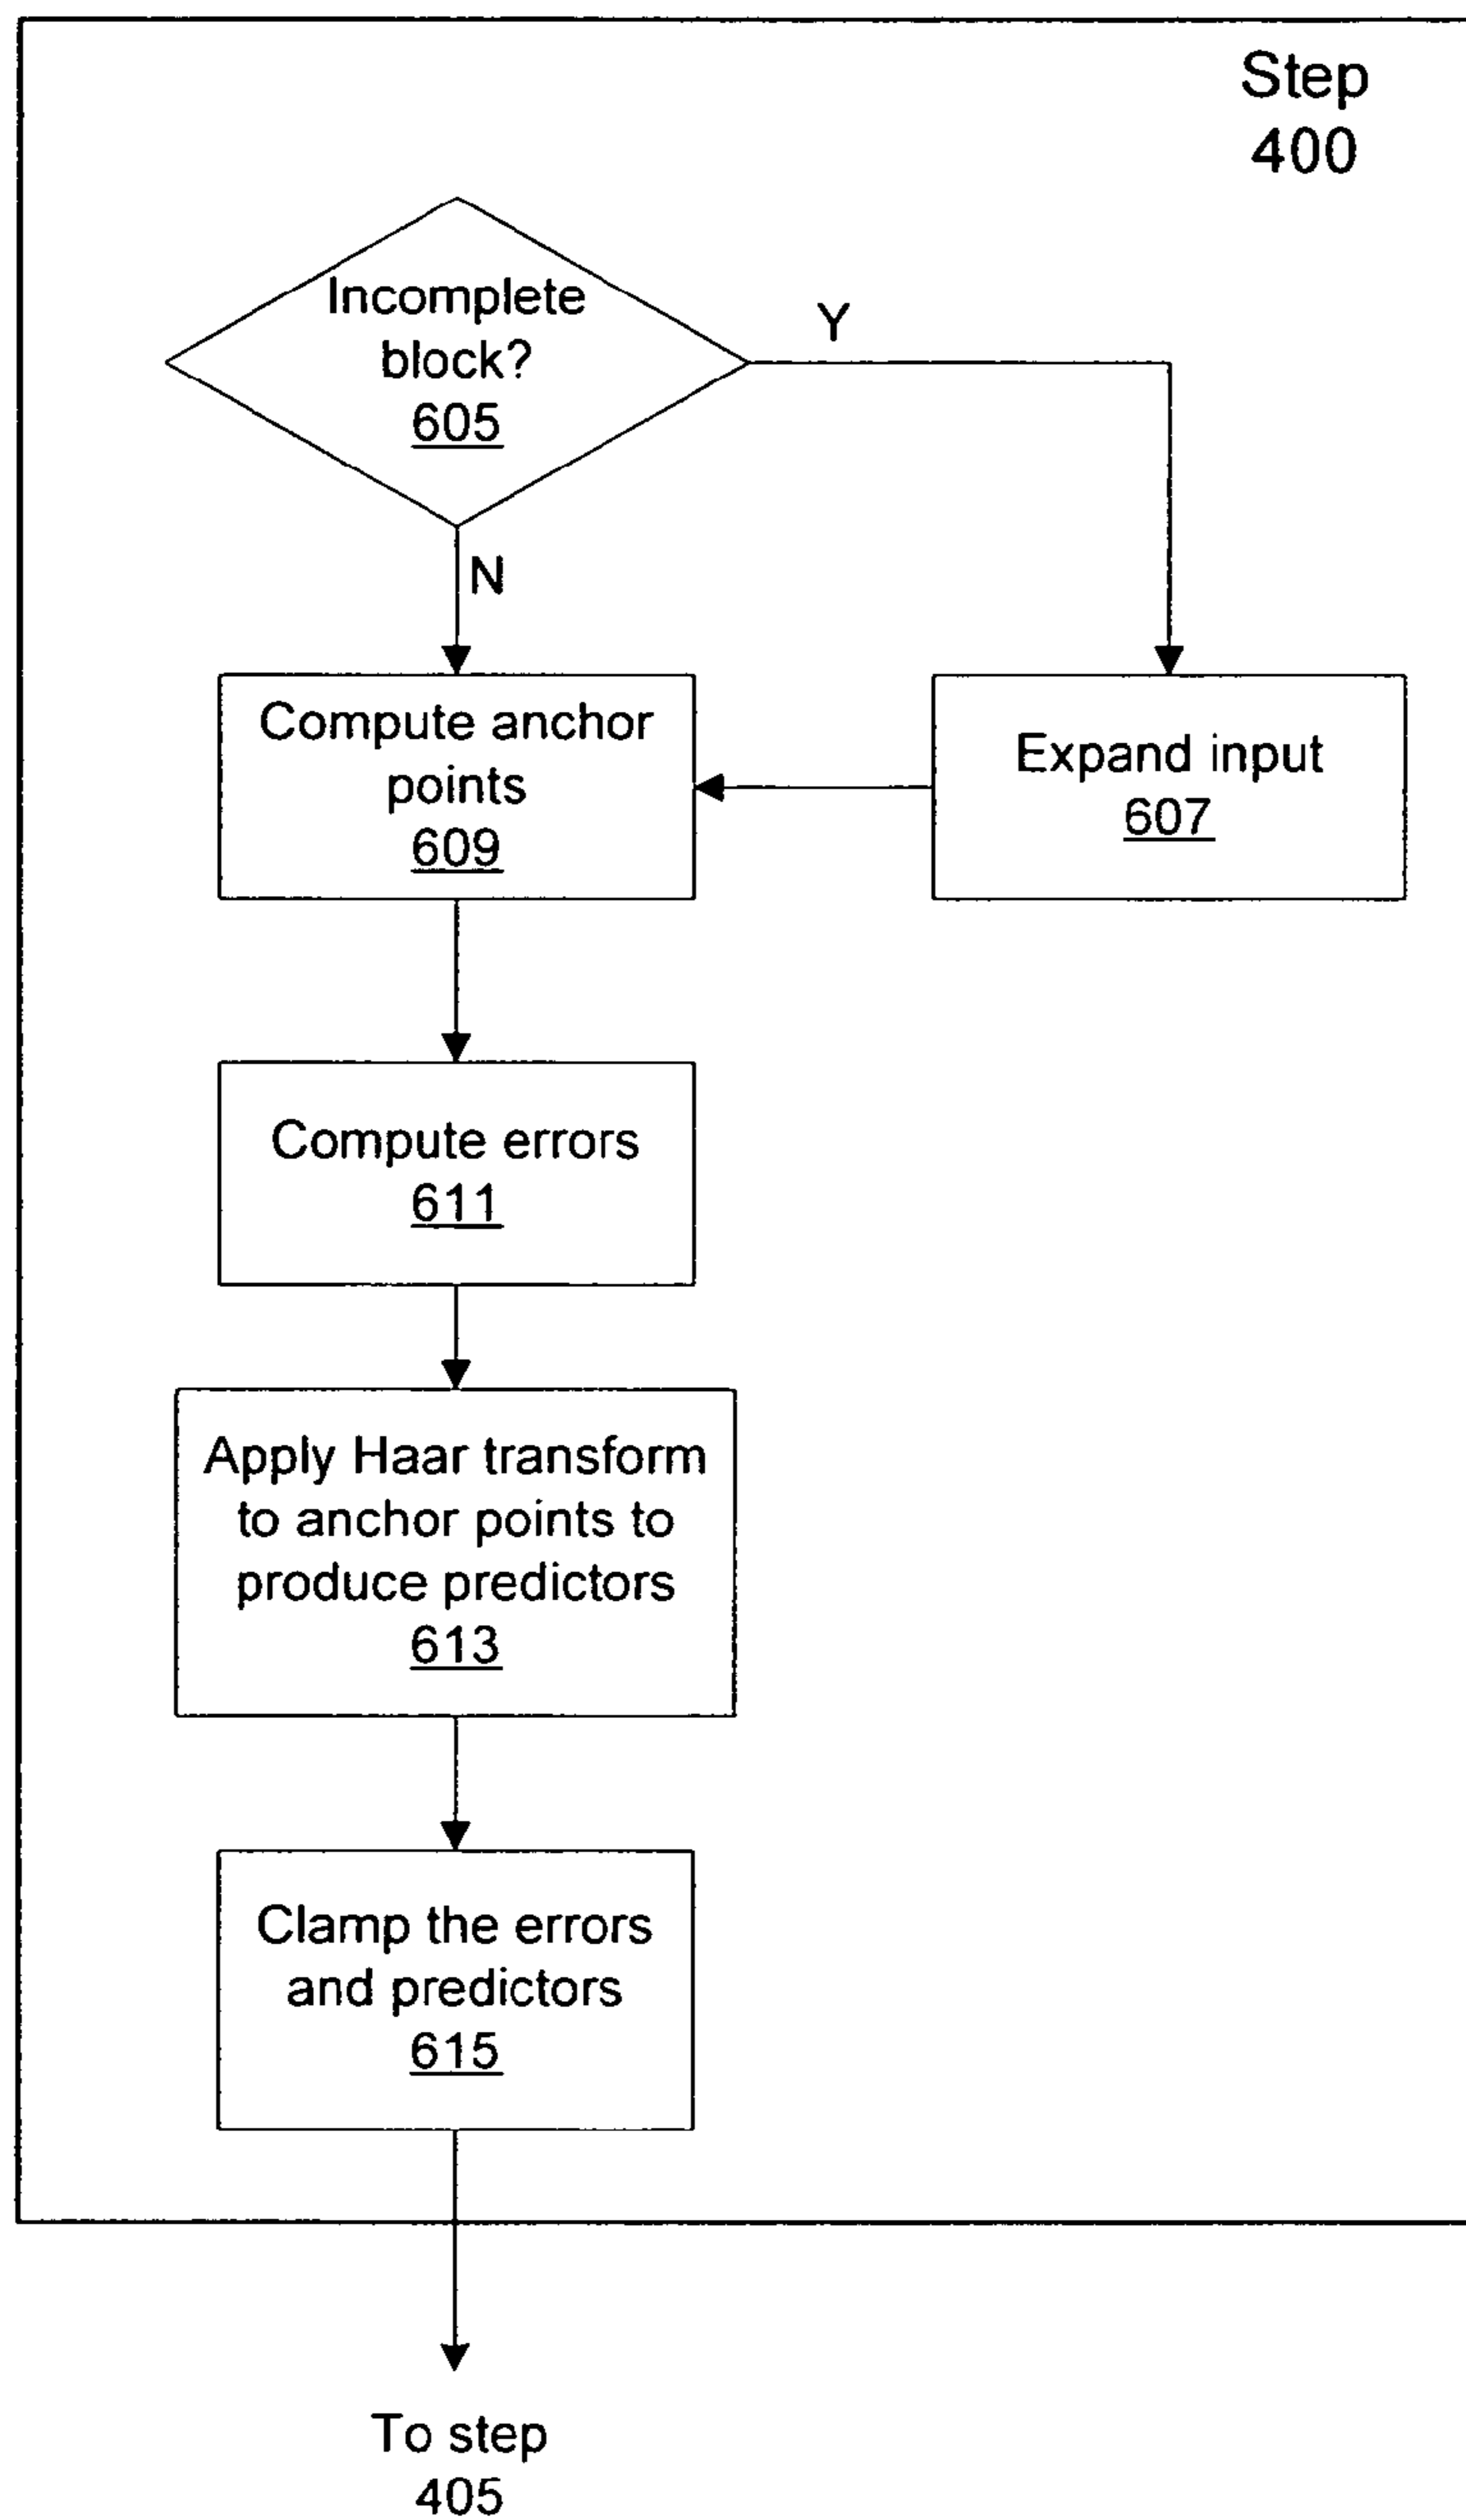 Step
400
Incomplete
block?
605
Y
N
Compute anchor
points
609
Expand input
607
Compute errors
611
Apply Haar transform
to anchor points to
produce predictors
613
Clamp the errors
and predictors
615
To step
405